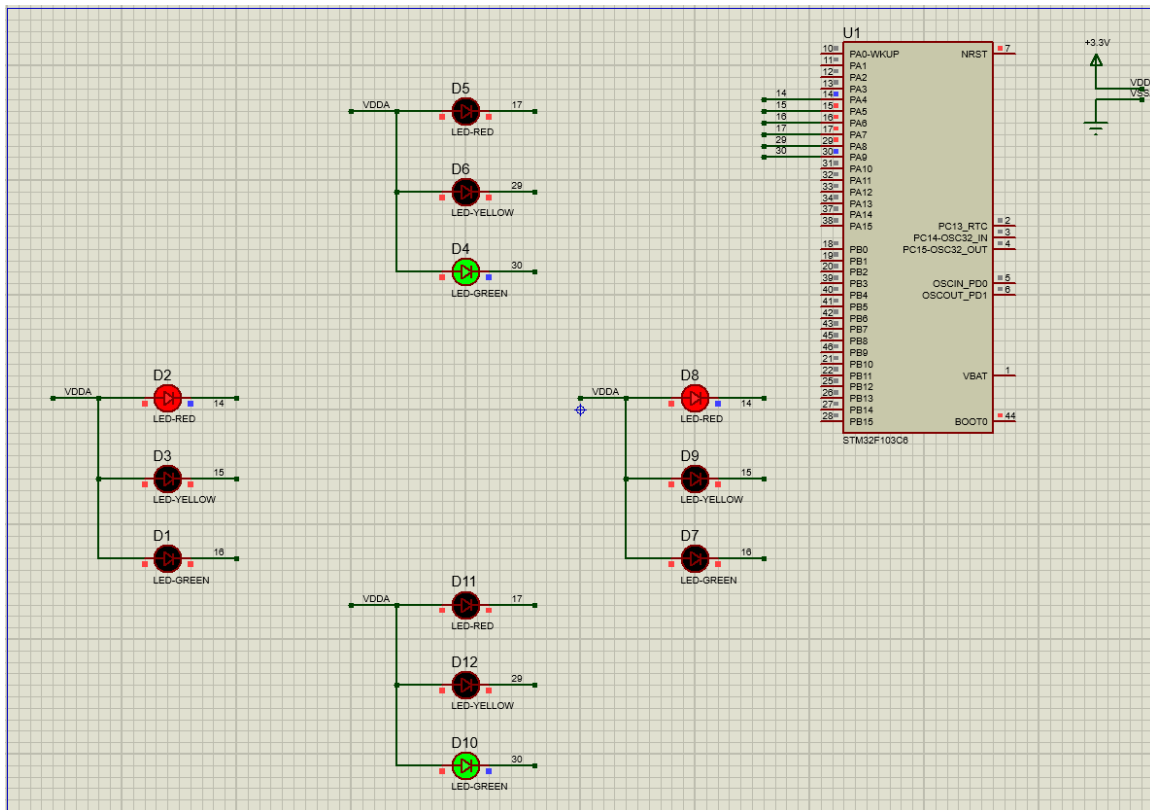 D5
VDDA
17
LED-RED
D6
29
LED-YELLOW
D4
30
LED-GREEN
D2
VDDA
14
LED-RED
D3
15
LED-YELLOW
D1
16
LED-GREEN
D8
VDDA
14
LED-RED
D9
15
LED-YELLOW
D7
16
LED-GREEN
D11
VDDA
17
LED-RED
D12
29
LED-YELLOW
D10
30
LED-GREEN
U1
10 PA0-WKUP NRST 7
11 PA1
12 PA2
13 PA3
14 14 PA4
15 15 PA5
16 16 PA6
17 17 PA7
29 29 PA8
30 30 PA9
31 PA10
32 PA11
33 PA12
34 PA13
37 PA14
38 PA15 PC13_RTC 2
PC14-OSC32_IN 3
18 PB0 PC15-OSC32_OUT 4
19 PB1
20 PB2
39 PB3 OSCIN_PD0 5
40 PB4 OSCOUT_PD1 6
41 PB5
42 PB6
43 PB7
45 PB8
46 PB9
21 PB10
22 PB11 VBAT 1
25 PB12
26 PB13
27 PB14
28 PB15 BOOT0 44
STM32F103C6
+3.3V
VDD
VSS